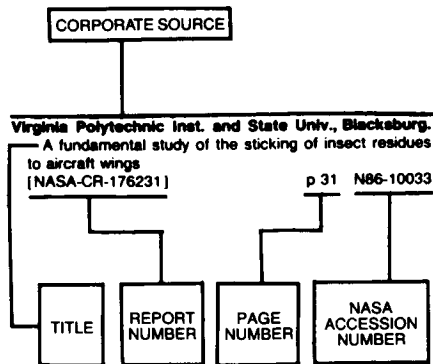 CORPORATE SOURCE
Virginia Polytechnic Inst. and State Univ., Blacksburg.
A fundamental study of the sticking of insect residues
to aircraft wings
[NASA-CR-176231] p 31 N86-10033
TITLE
REPORT
NUMBER
PAGE
NUMBER
NASA
ACCESSION
NUMBER